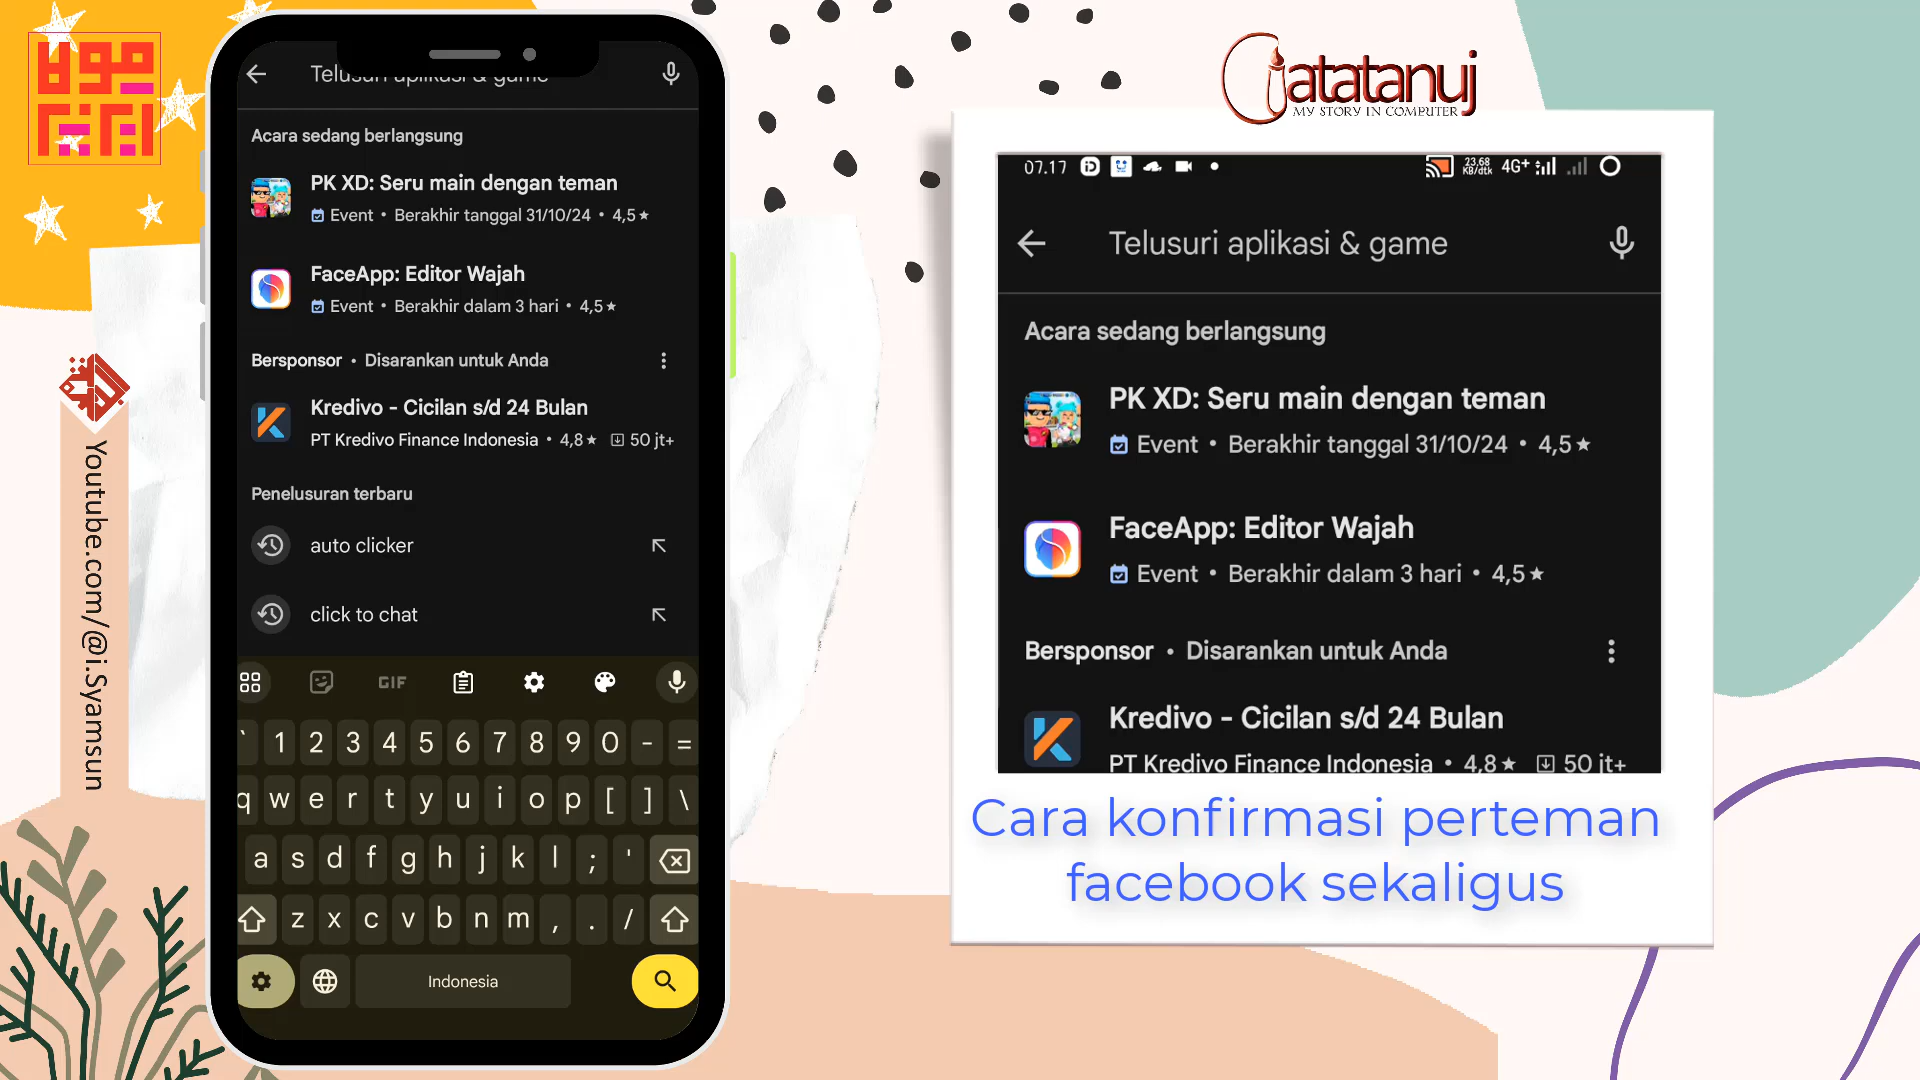 Telusuri aplikasi & game
Acara sedang berlangsung
PK XD: Seru main dengan teman
Event • Berakhir tanggal 31/10/24 • 4,5★
FaceApp: Editor Wajah
Event • Berakhir dalam 3 hari • 4,5★
Bersponsor • Disarankan untuk Anda
Kredivo - Cicilan s/d 24 Bulan
PT Kredivo Finance Indonesia • 4,8★ 50 jt+
Penelusuran terbaru
auto clicker
click to chat
GIF
` 1 2 3 4 5 6 7 8 9 0 - =
q w e r t y u i o p [ ] \
a s d f g h j k l ; '
z x c v b n m , . /
Indonesia
Youtube.com/@i.Syamsun
Catatanuj
MY STORY IN COMPUTER
07.17 23,68 KB/dtk 4G+
Telusuri aplikasi & game
Acara sedang berlangsung
PK XD: Seru main dengan teman
Event • Berakhir tanggal 31/10/24 • 4,5★
FaceApp: Editor Wajah
Event • Berakhir dalam 3 hari • 4,5★
Bersponsor • Disarankan untuk Anda
Kredivo - Cicilan s/d 24 Bulan
PT Kredivo Finance Indonesia • 4,8★ 50 jt+
Cara konfirmasi perteman
facebook sekaligus